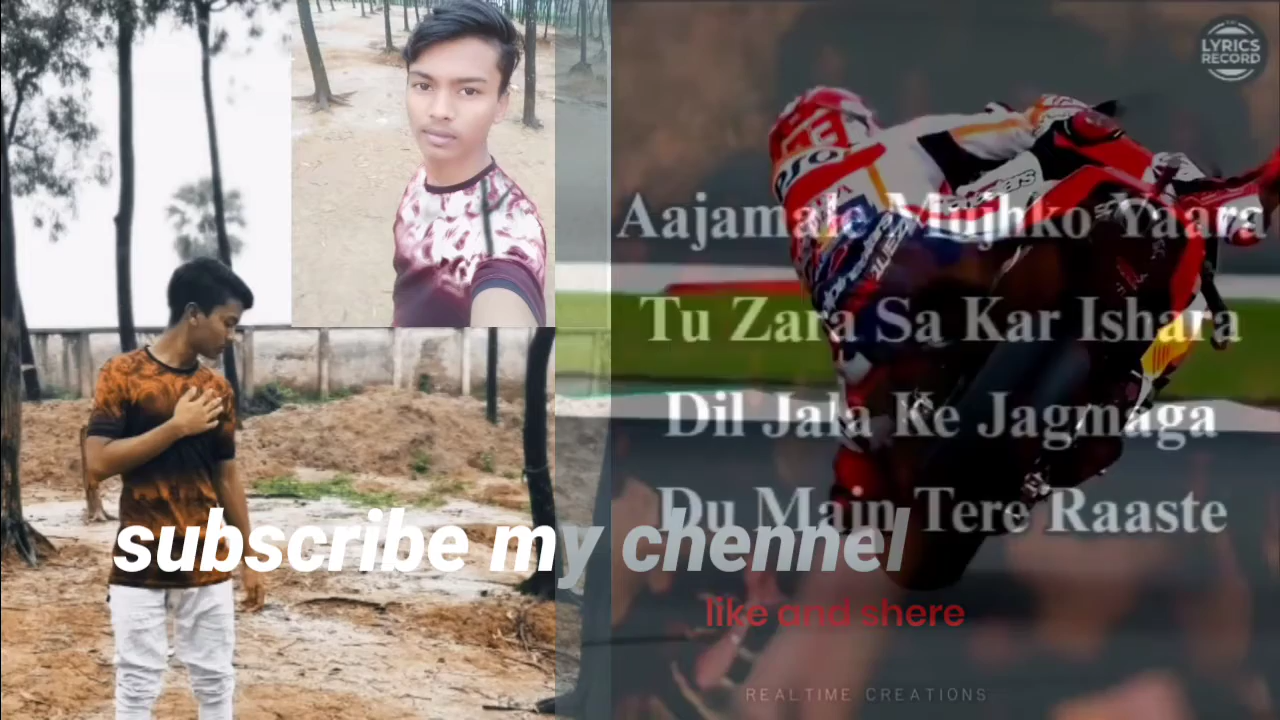 LYRICS
RECORD
Aajamale Mujhko Yaara
Tu Zara Sa Kar Ishara
Dil Jala Ke Jagmaga
Du Main Tere Raaste
subscribe my chennel
like and shere
REALTIME CREATIONS